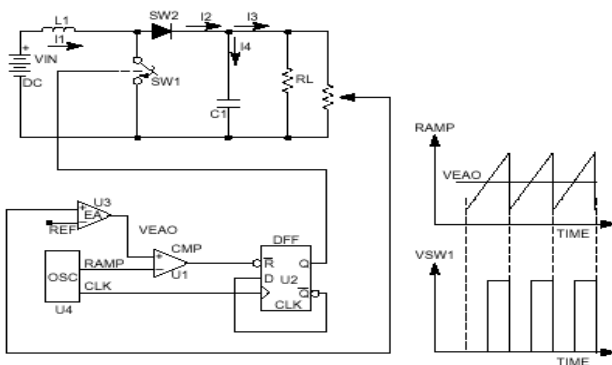 L1
I1
SW2
I2
I3
I4
VIN
DC
SW1
C1
RL
RAMP
VEAO
TIME
VSW1
TIME
U3
EA
REF
VEAO
CMP
U1
OSC
RAMP
CLK
U4
DFF
R
Q
D
U2
CLK
Q